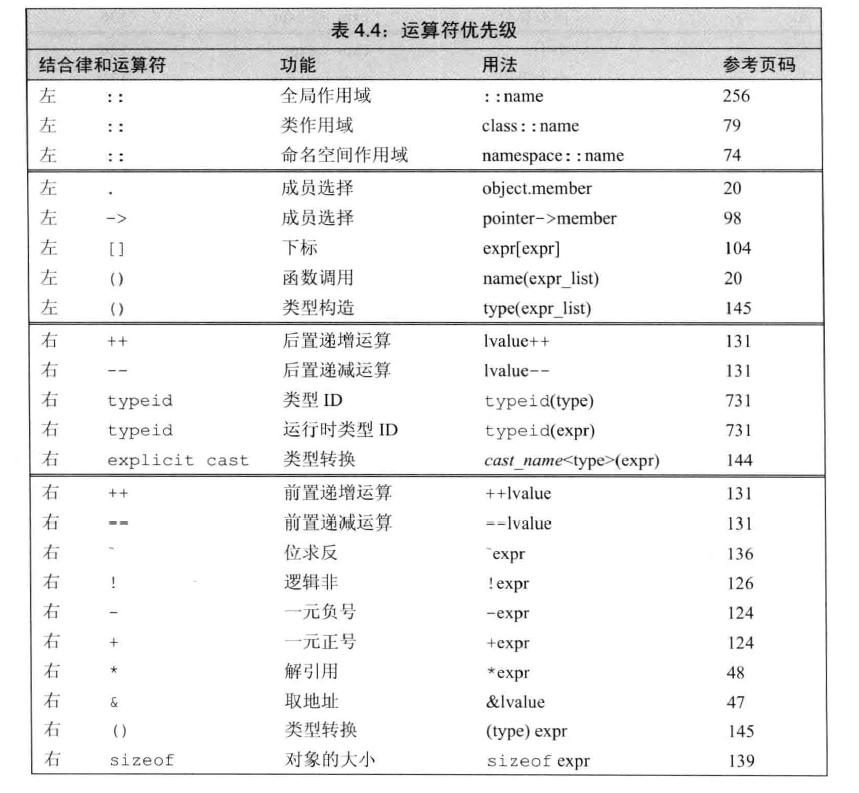 表 4.4：运算符优先级
结合律和运算符 功能 用法 参考页码
左 :: 全局作用域 ::name 256
左 :: 类作用域 class::name 79
左 :: 命名空间作用域 namespace::name 74
左 . 成员选择 object.member 20
左 -> 成员选择 pointer->member 98
左 [] 下标 expr[expr] 104
左 () 函数调用 name(expr_list) 20
左 () 类型构造 type(expr_list) 145
右 ++ 后置递增运算 lvalue++ 131
右 -- 后置递减运算 lvalue-- 131
右 typeid 类型 ID typeid(type) 731
右 typeid 运行时类型 ID typeid(expr) 731
右 explicit cast 类型转换 cast_name<type>(expr) 144
右 ++ 前置递增运算 ++lvalue 131
右 == 前置递减运算 ==lvalue 131
右 ~ 位求反 ~expr 136
右 ! 逻辑非 !expr 126
右 - 一元负号 -expr 124
右 + 一元正号 +expr 124
右 * 解引用 *expr 48
右 & 取地址 &lvalue 47
右 () 类型转换 (type) expr 145
右 sizeof 对象的大小 sizeof expr 139